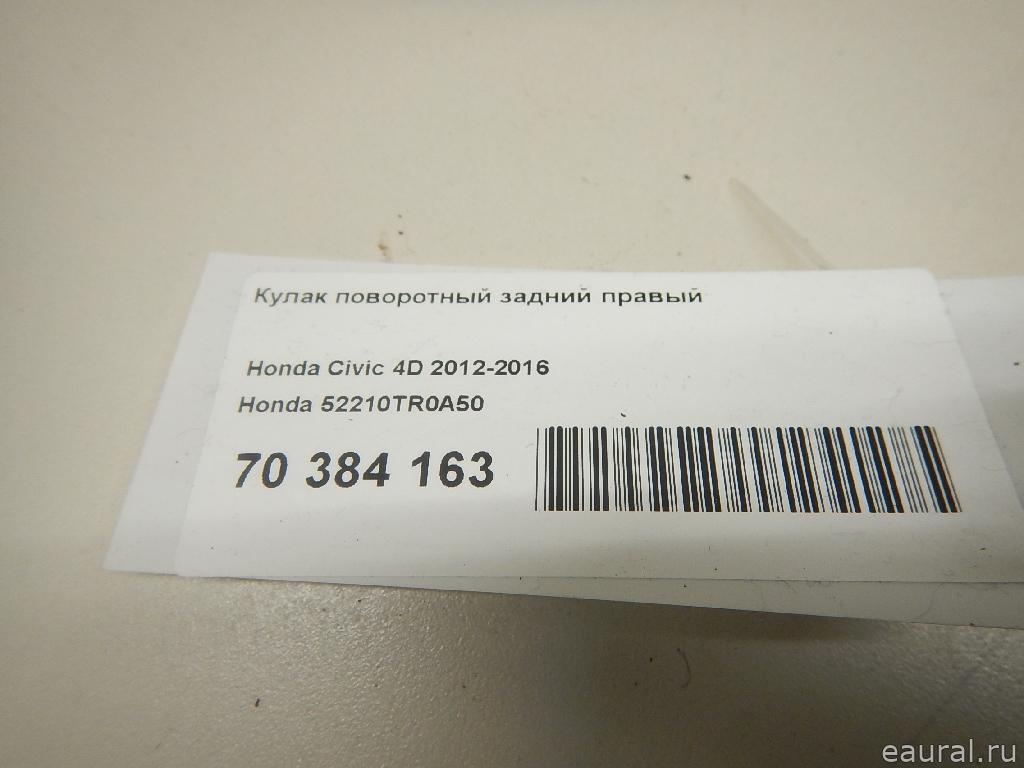 Кулак поворотный задний правый
Honda Civic 4D 2012-2016
Honda 52210TR0A50
70 384 163
eaural.ru